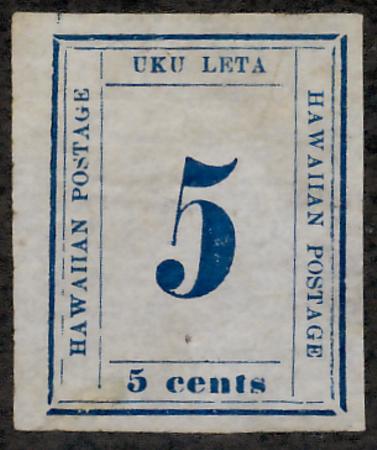 UKU LETA
HAWAIIAN POSTAGE
5
HAWAIIAN POSTAGE
5 cents